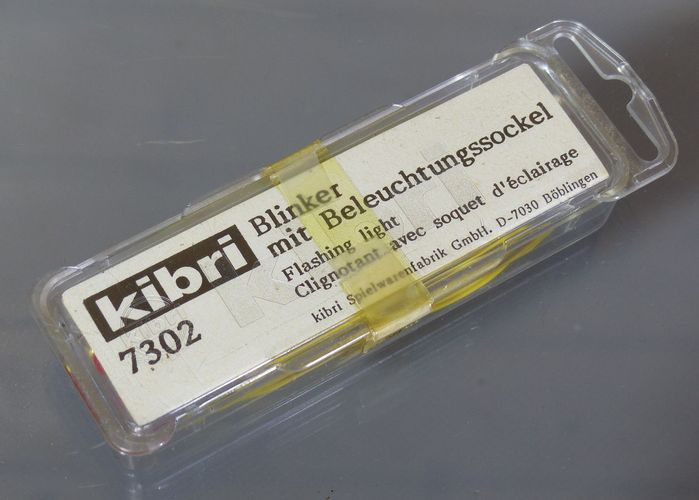 kibri
7302
Blinker
mit Beleuchtungssockel
Flashing light
Clignotant avec soquet d'éclairage
kibri Spielwarenfabrik GmbH. D-7030 Böblingen